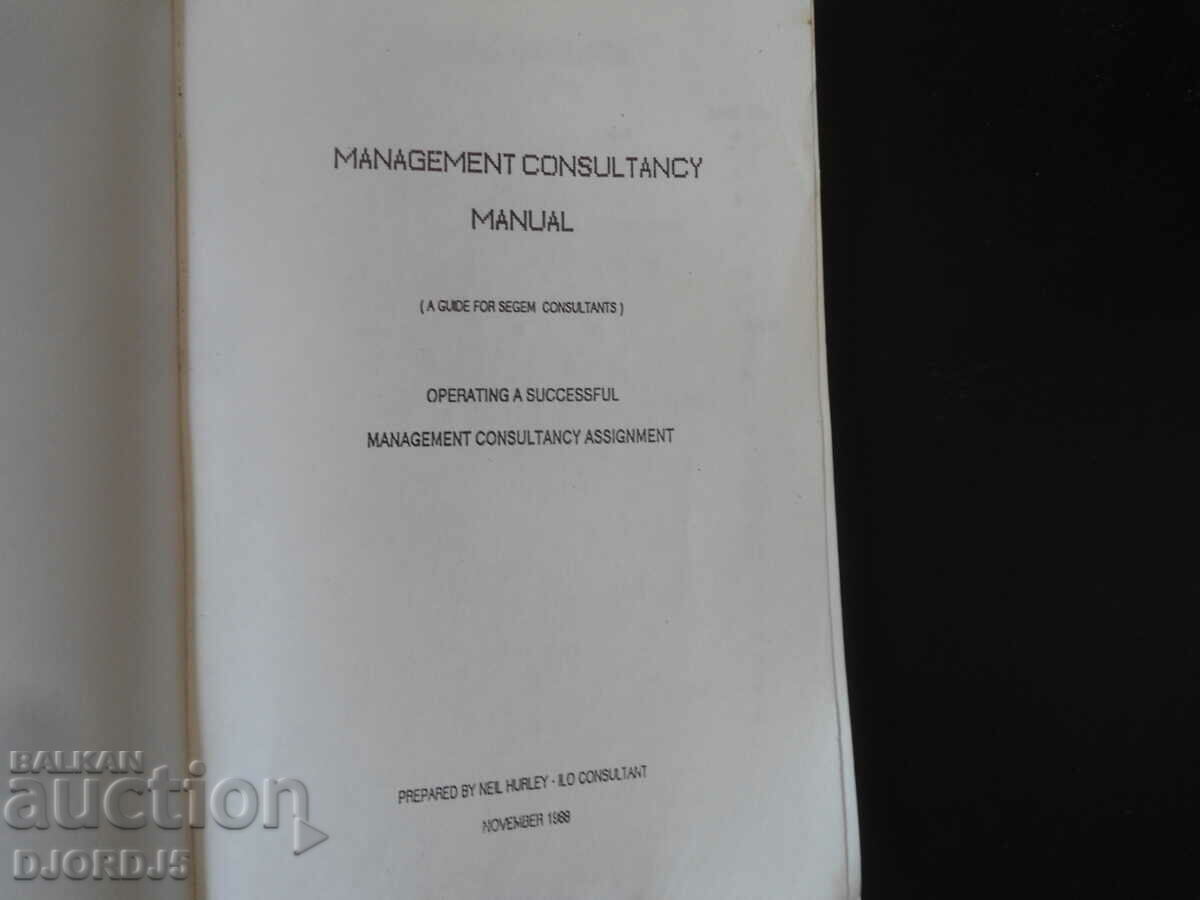 MANAGEMENT CONSULTANCY
MANUAL
( A GUIDE FOR SEGEM CONSULTANTS )
OPERATING A SUCCESSFUL
MANAGEMENT CONSULTANCY ASSIGNMENT
PREPARED BY NEIL HURLEY - ILO CONSULTANT
NOVEMBER 1988
BALKAN
auction
DJORDJ5